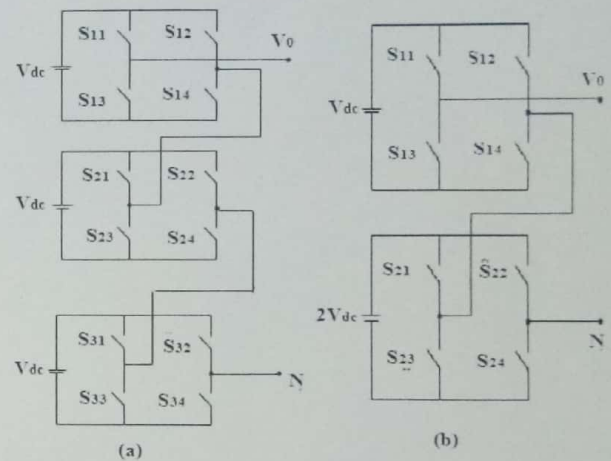 S11
S12
V0
Vdc
S13
S14
S21
S22
Vdc
S23
S24
S31
S32
Vdc
S33
S34
N
(a)
S11
S12
V0
Vdc
S13
S14
S21
S22
2Vdc
S23
S24
N
(b)